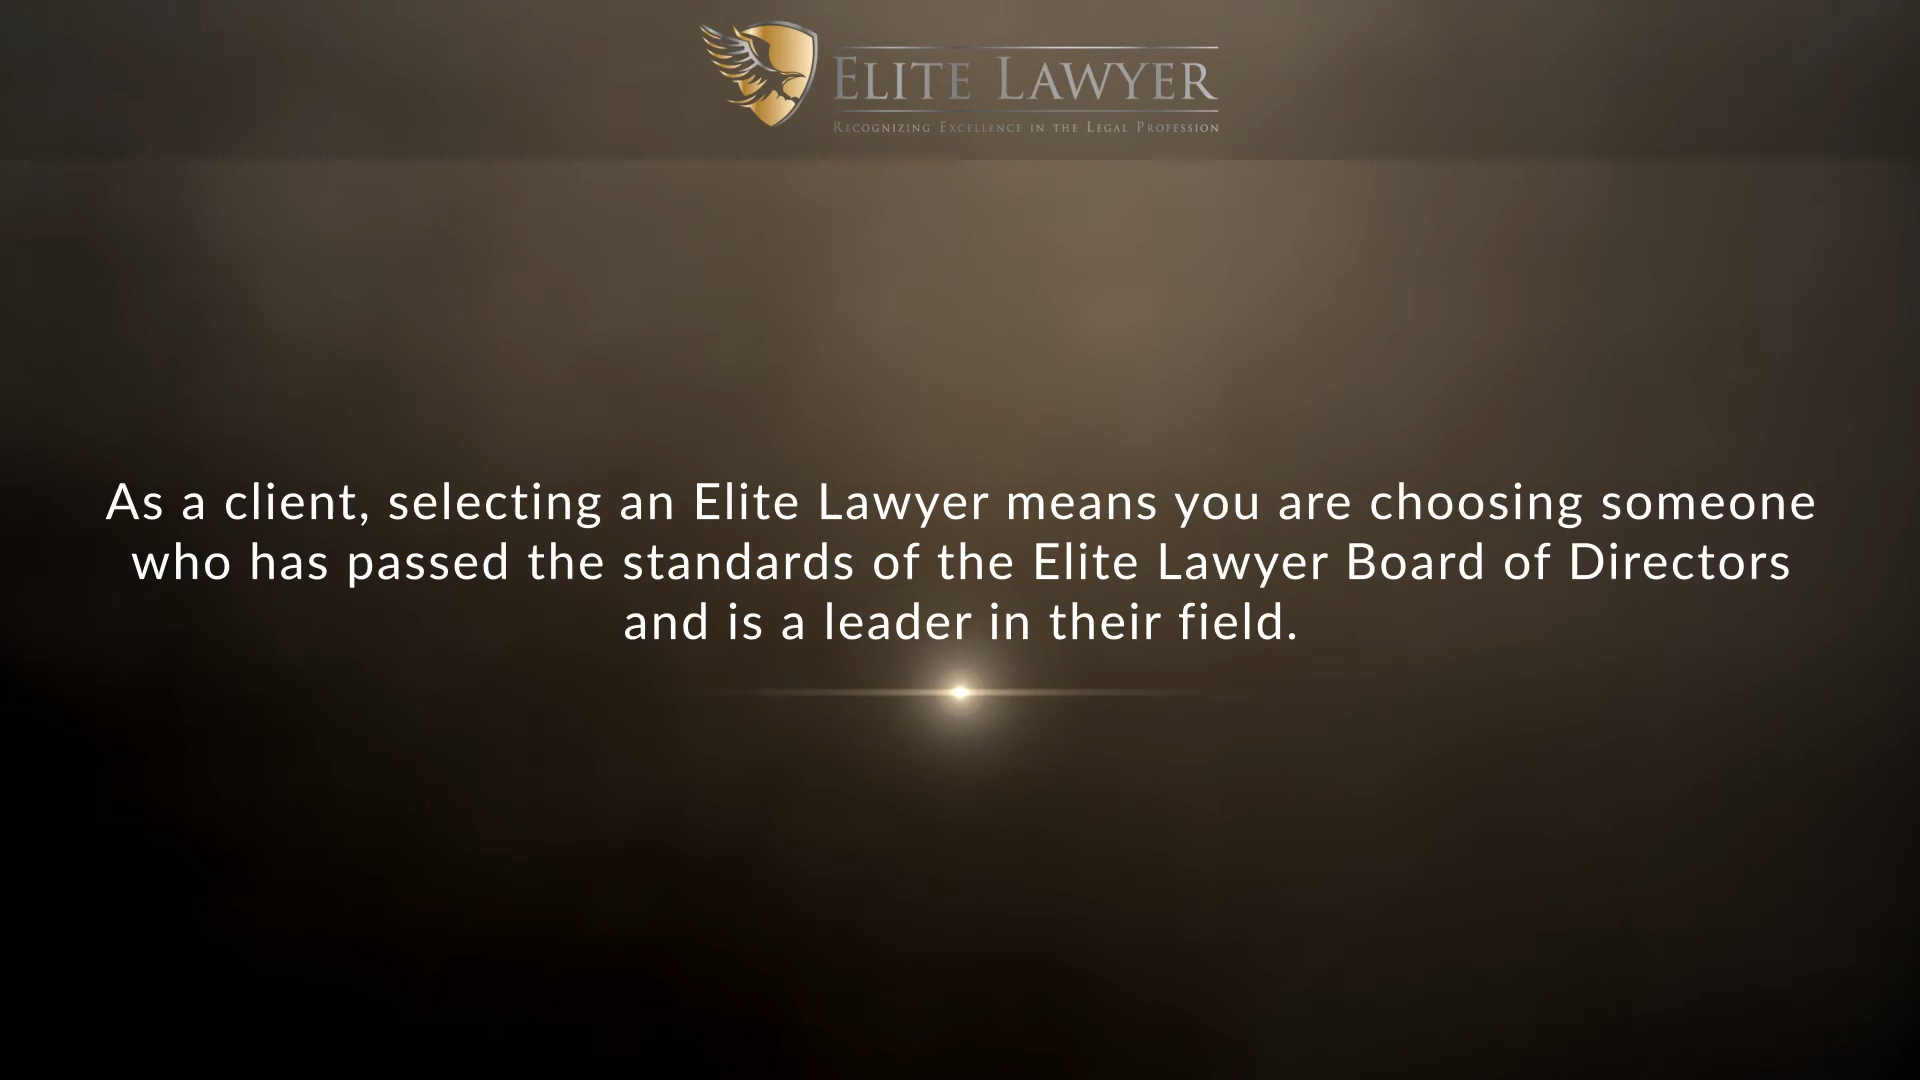 ELITE LAWYER
RECOGNIZING EXCELLENCE IN THE LEGAL PROFESSION
As a client, selecting an Elite Lawyer means you are choosing someone
who has passed the standards of the Elite Lawyer Board of Directors
and is a leader in their field.